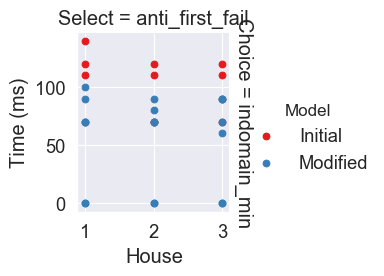 Select = anti_first_fail
Choice = indomain_min
Time (ms)
100
50
0
1 2 3
House
Model
Initial
Modified